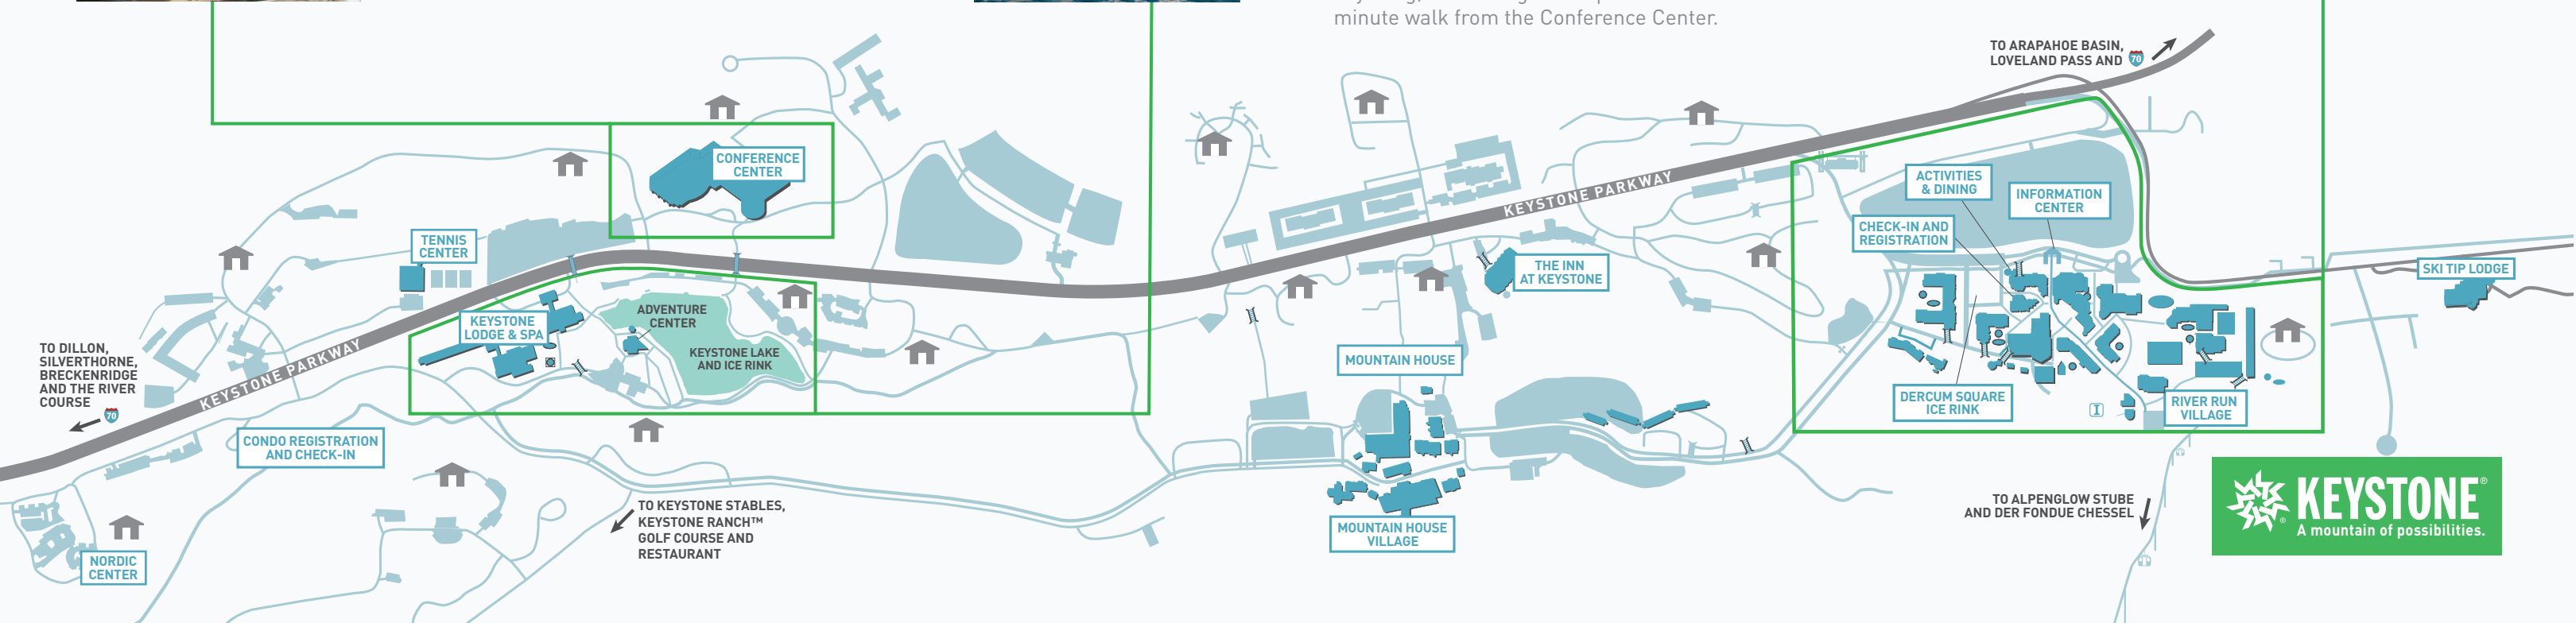 minute walk from the Conference Center.
TO ARAPAHOE BASIN,
LOVELAND PASS AND 70
CONFERENCE
CENTER
ACTIVITIES
& DINING
INFORMATION
CENTER
CHECK-IN AND
REGISTRATION
TENNIS
CENTER
KEYSTONE PARKWAY
THE INN
AT KEYSTONE
SKI TIP LODGE
ADVENTURE
CENTER
KEYSTONE
LODGE & SPA
KEYSTONE LAKE
AND ICE RINK
TO DILLON,
SILVERTHORNE,
BRECKENRIDGE
AND THE RIVER
COURSE
70
KEYSTONE PARKWAY
MOUNTAIN HOUSE
DERCUM SQUARE
ICE RINK
RIVER RUN
VILLAGE
CONDO REGISTRATION
AND CHECK-IN
TO KEYSTONE STABLES,
KEYSTONE RANCH™
GOLF COURSE AND
RESTAURANT
MOUNTAIN HOUSE
VILLAGE
TO ALPENGLOW STUBE
AND DER FONDUE CHESSEL
KEYSTONE®
A mountain of possibilities.
NORDIC
CENTER